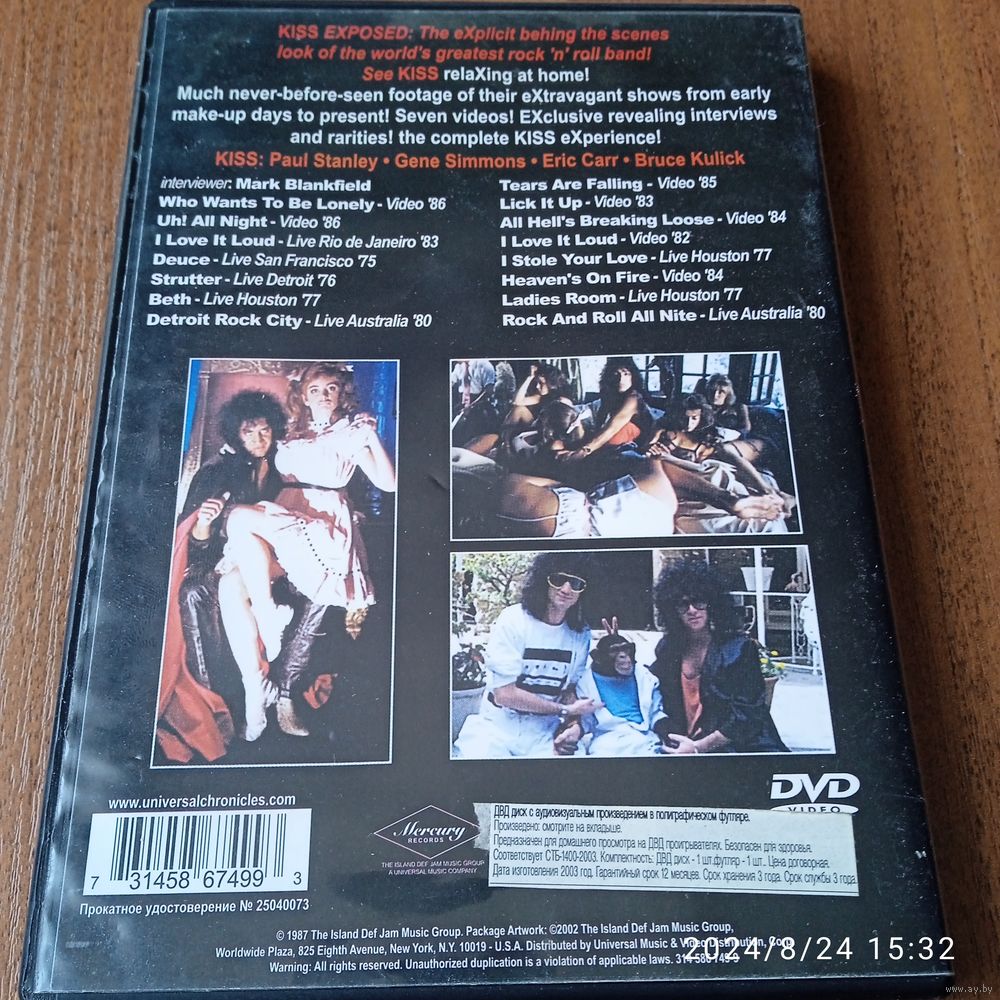 KISS EXPOSED: The eXplicit behing the scenes
look of the world's greatest rock 'n' roll band!
See KISS relaXing at home!
Much never-before-seen footage of their eXtravagant shows from early
make-up days to present! Seven videos! EXclusive revealing interviews
and rarities! the complete KISS eXperience!
KISS: Paul Stanley • Gene Simmons • Eric Carr • Bruce Kulick
interviewer: Mark Blankfield
Who Wants To Be Lonely - Video '86
Uh! All Night - Video '86
I Love It Loud - Live Rio de Janeiro '83
Deuce - Live San Francisco '75
Strutter - Live Detroit '76
Beth - Live Houston '77
Detroit Rock City - Live Australia '80
Tears Are Falling - Video '85
Lick It Up - Video '83
All Hell's Breaking Loose - Video '84
I Love It Loud - Video '82
I Stole Your Love - Live Houston '77
Heaven's On Fire - Video '84
Ladies Room - Live Houston '77
Rock And Roll All Nite - Live Australia '80
DVD
VIDEO
www.universalchronicles.com
7 31458 67499 3
Mercury
RECORDS
THE ISLAND DEF JAM MUSIC GROUP
A UNIVERSAL MUSIC COMPANY
ДВД диск с аудиовизуальным произведением в полиграфическом футляре.
Произведено: смотрите на вкладыше.
Предназначен для домашнего просмотра на ДВД проигрывателях. Безопасен для здоровья.
Соответствует СТБ-1400-2003. Комплектность: ДВД диск - 1 шт.футляр - 1 шт.. Цена договорная.
Дата изготовления 2003 год. Гарантийный срок 12 месяцев. Срок хранения 3 года. Срок службы 3 года.
Прокатное удостоверение № 25040073
© 1987 The Island Def Jam Music Group. Package Artwork: ©2002 The Island Def Jam Music Group,
Worldwide Plaza, 825 Eighth Avenue, New York, N.Y. 10019 - U.S.A. Distributed by Universal Music & Video Distribution, Corp.
Warning: All rights reserved. Unauthorized duplication is a violation of applicable laws.
2024/8/24 15:32
www.ay.by